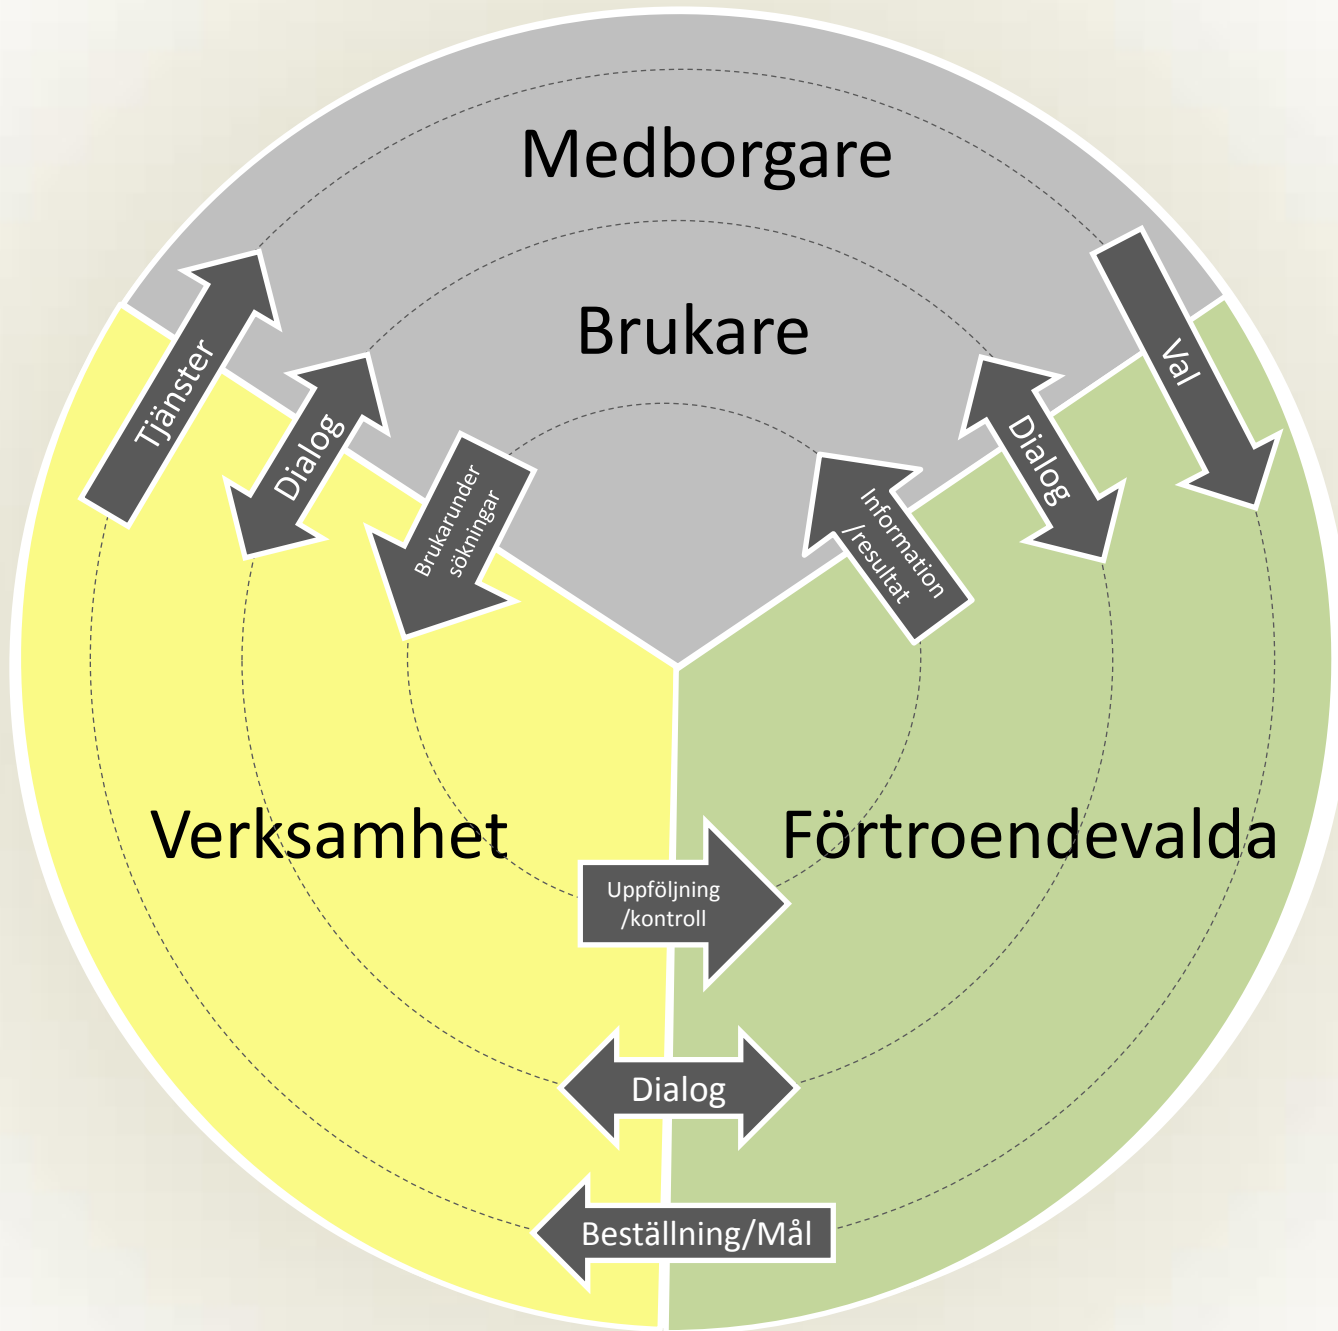 Medborgare
Brukare
Tjänster
Dialog
Brukarunder
sökningar
Information
/resultat
Dialog
Val
Verksamhet
Förtroendevalda
Uppföljning
/kontroll
Dialog
Beställning/Mål